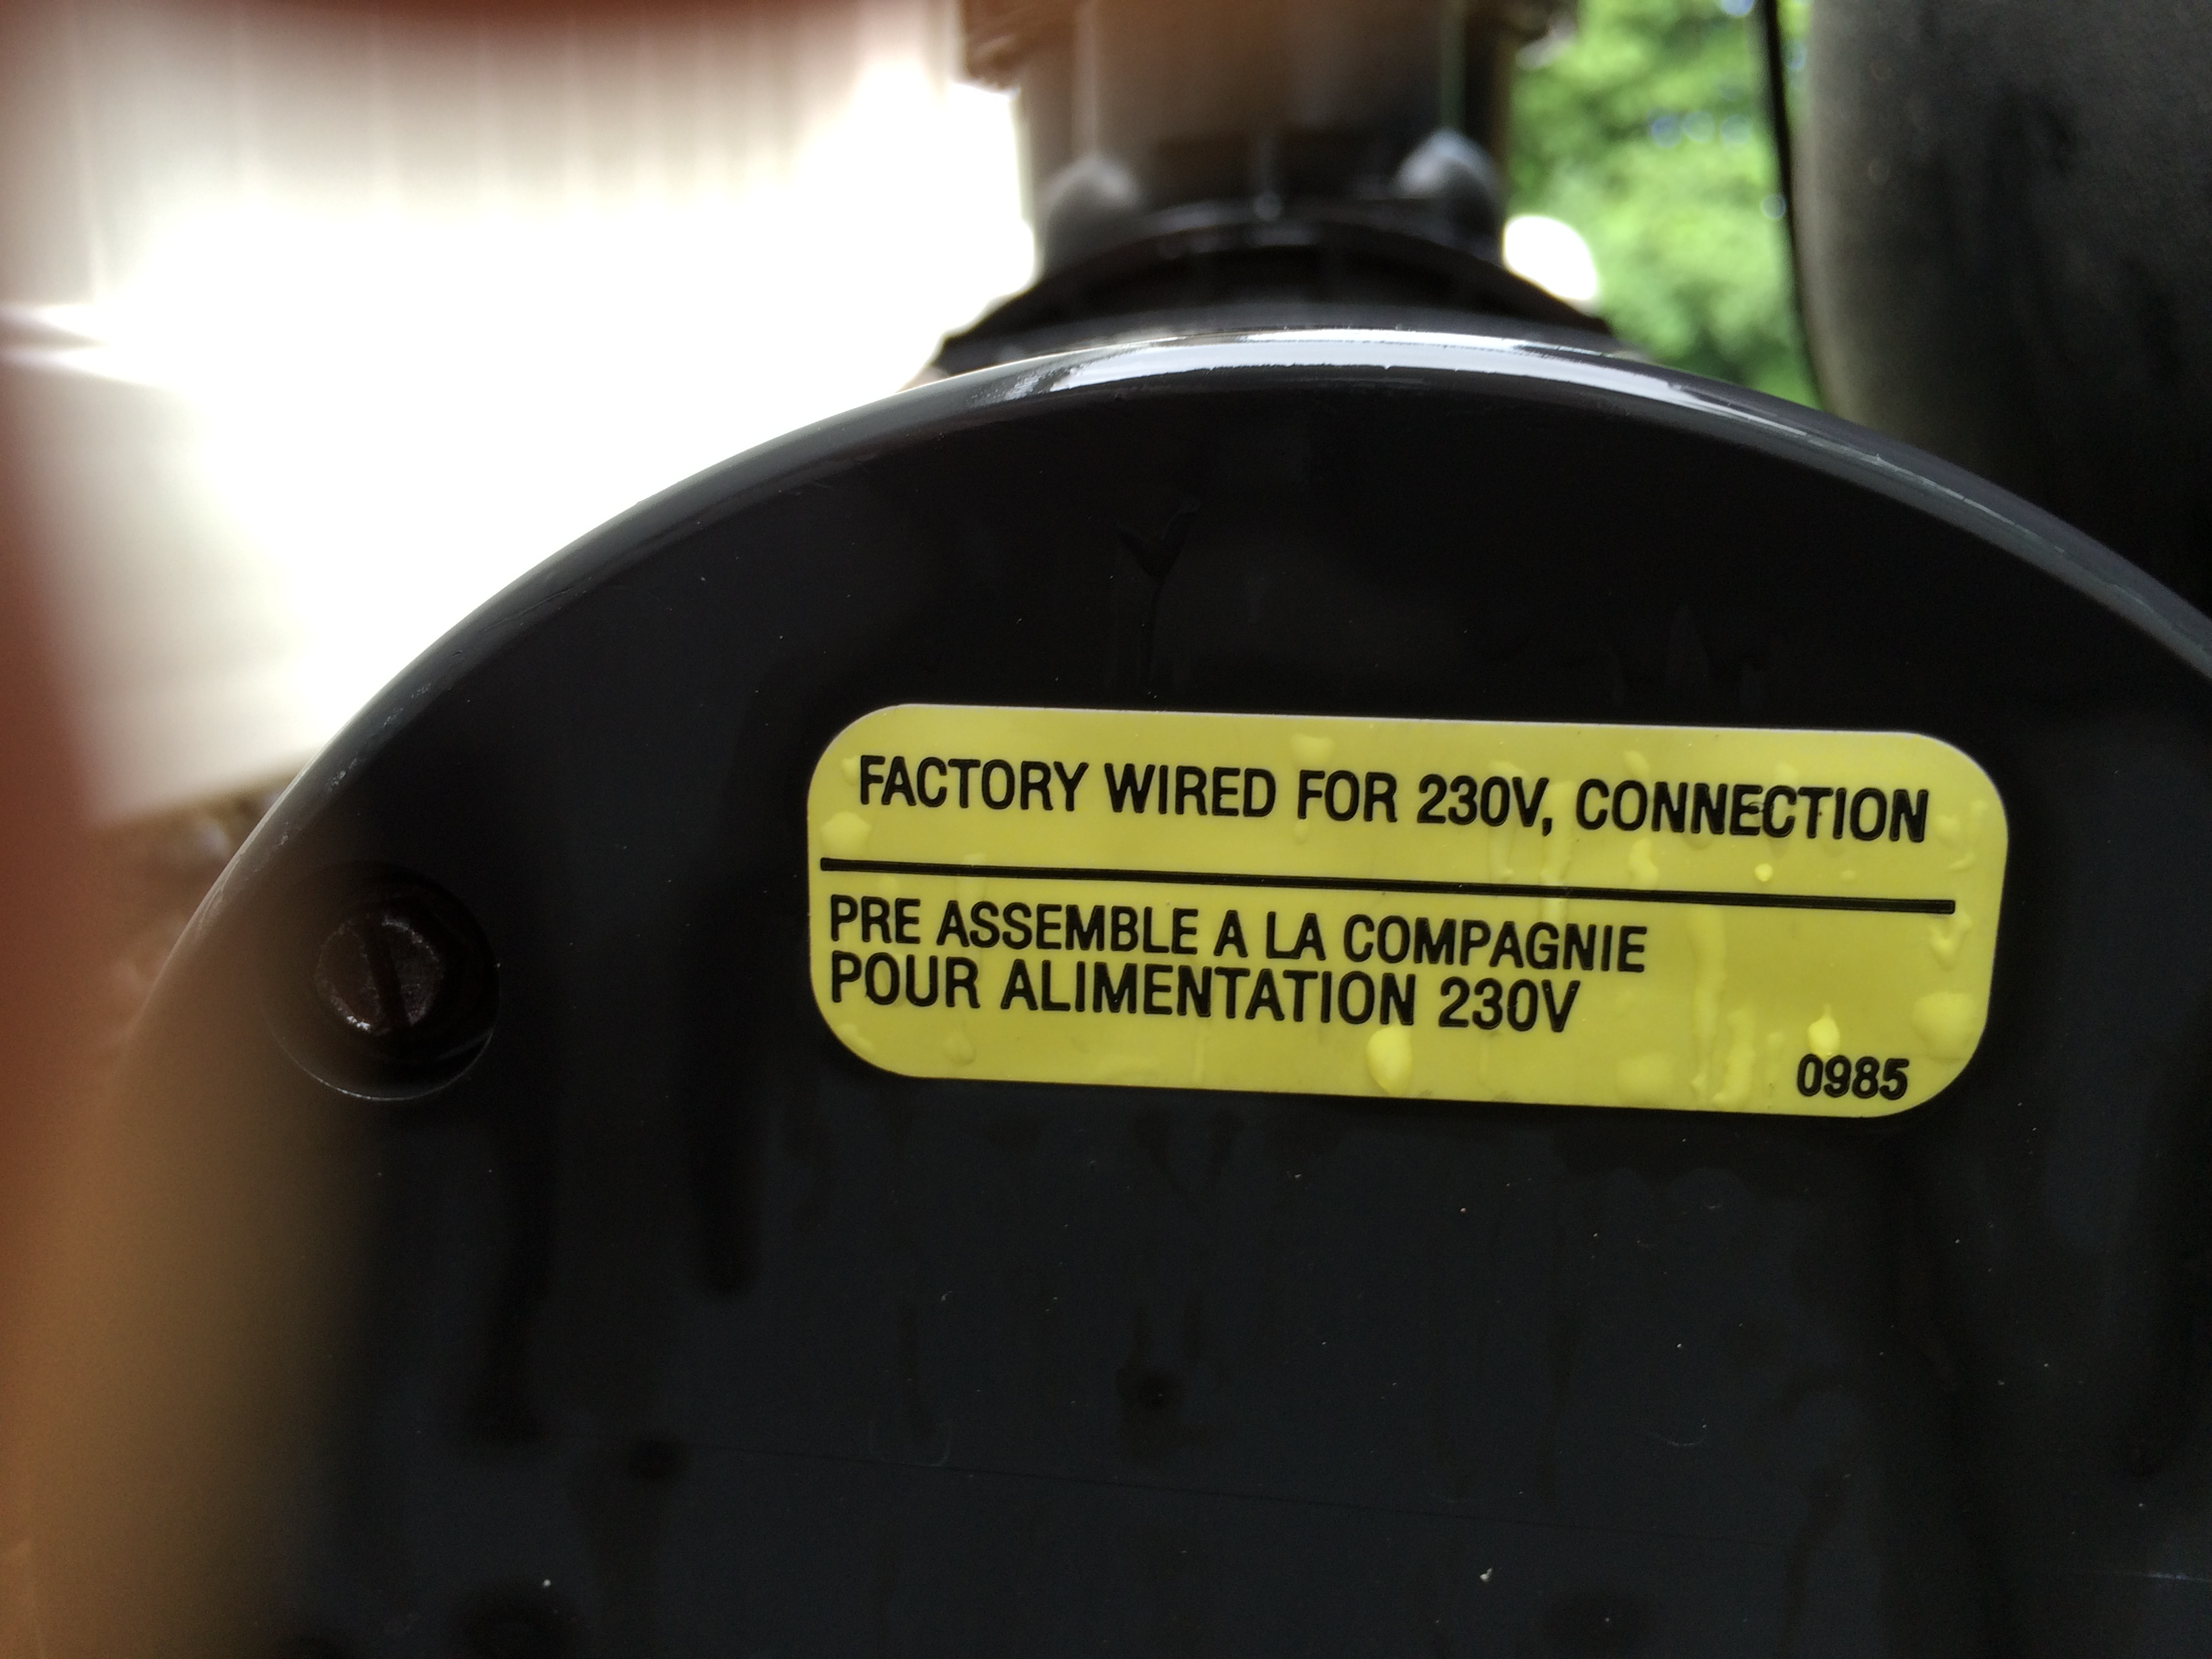 FACTORY WIRED FOR 230V, CONNECTION
PRE ASSEMBLE A LA COMPAGNIE
POUR ALIMENTATION 230V
0985